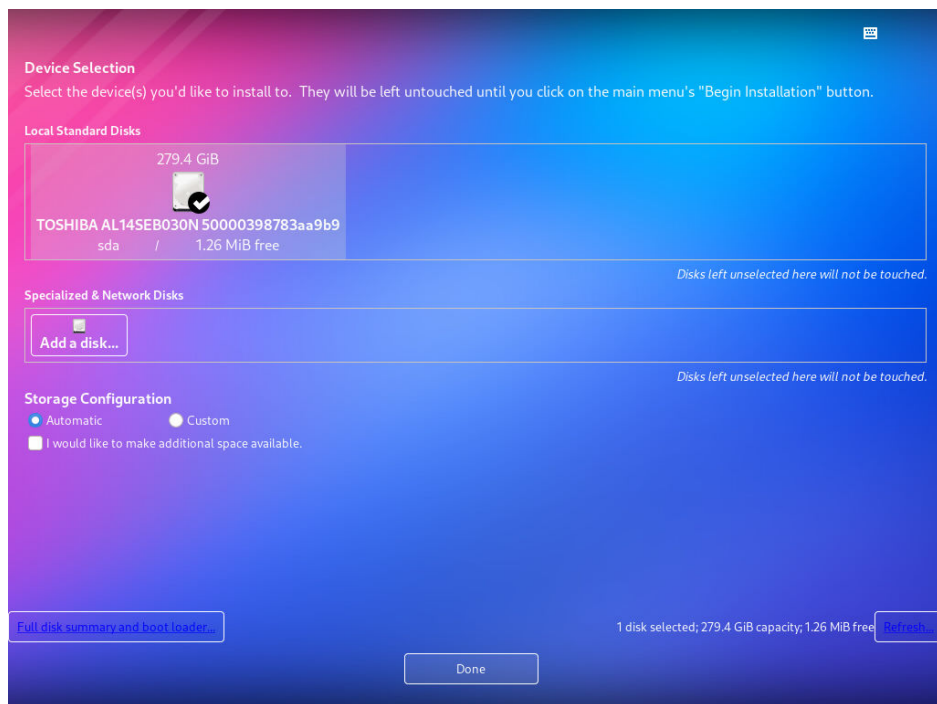 Device Selection
Select the device(s) you'd like to install to.  They will be left untouched until you click on the main menu's "Begin Installation" button.
Local Standard Disks
279.4 GiB
TOSHIBA AL14SEB030N 50000398783aa9b9
sda / 1.26 MiB free
Disks left unselected here will not be touched.
Specialized & Network Disks
Add a disk...
Disks left unselected here will not be touched.
Storage Configuration
Automatic Custom
I would like to make additional space available.
Full disk summary and boot loader... 1 disk selected; 279.4 GiB capacity; 1.26 MiB free Refresh...
Done